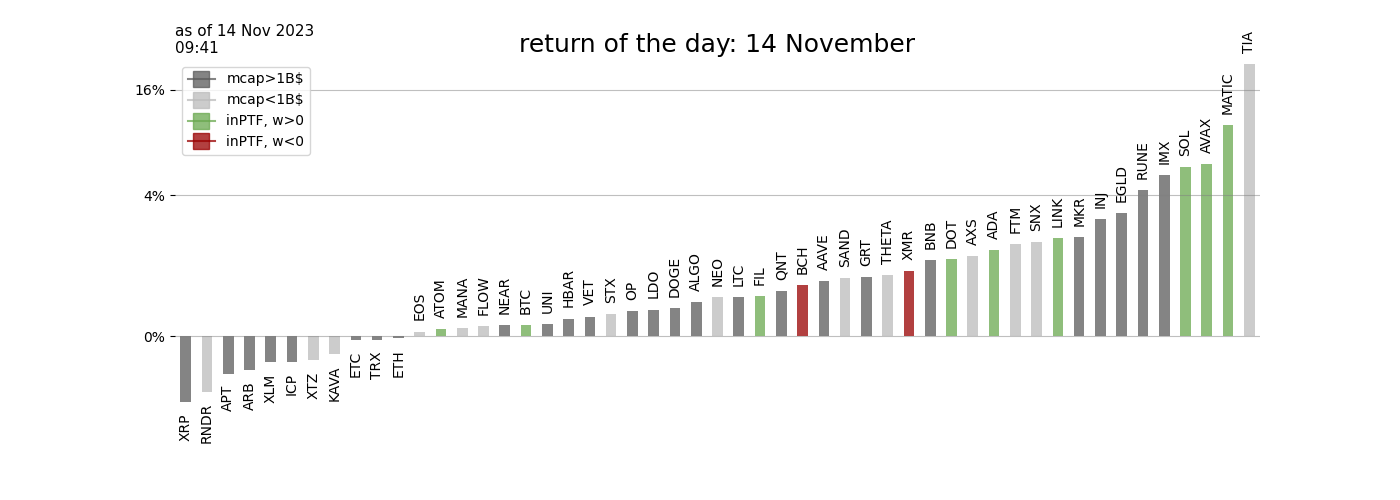 as of 14 Nov 2023
09:41
return of the day: 14 November
mcap>1B$
mcap<1B$
inPTF, w>0
inPTF, w<0
16%
4%
0%
XRP
RNDR
APT
ARB
XLM
ICP
XTZ
KAVA
ETC
TRX
ETH
EOS
ATOM
MANA
FLOW
NEAR
BTC
UNI
HBAR
VET
STX
OP
LDO
DOGE
ALGO
NEO
LTC
FIL
QNT
BCH
AAVE
SAND
GRT
THETA
XMR
BNB
DOT
AXS
ADA
FTM
SNX
LINK
MKR
INJ
EGLD
RUNE
IMX
SOL
AVAX
MATIC
TIA